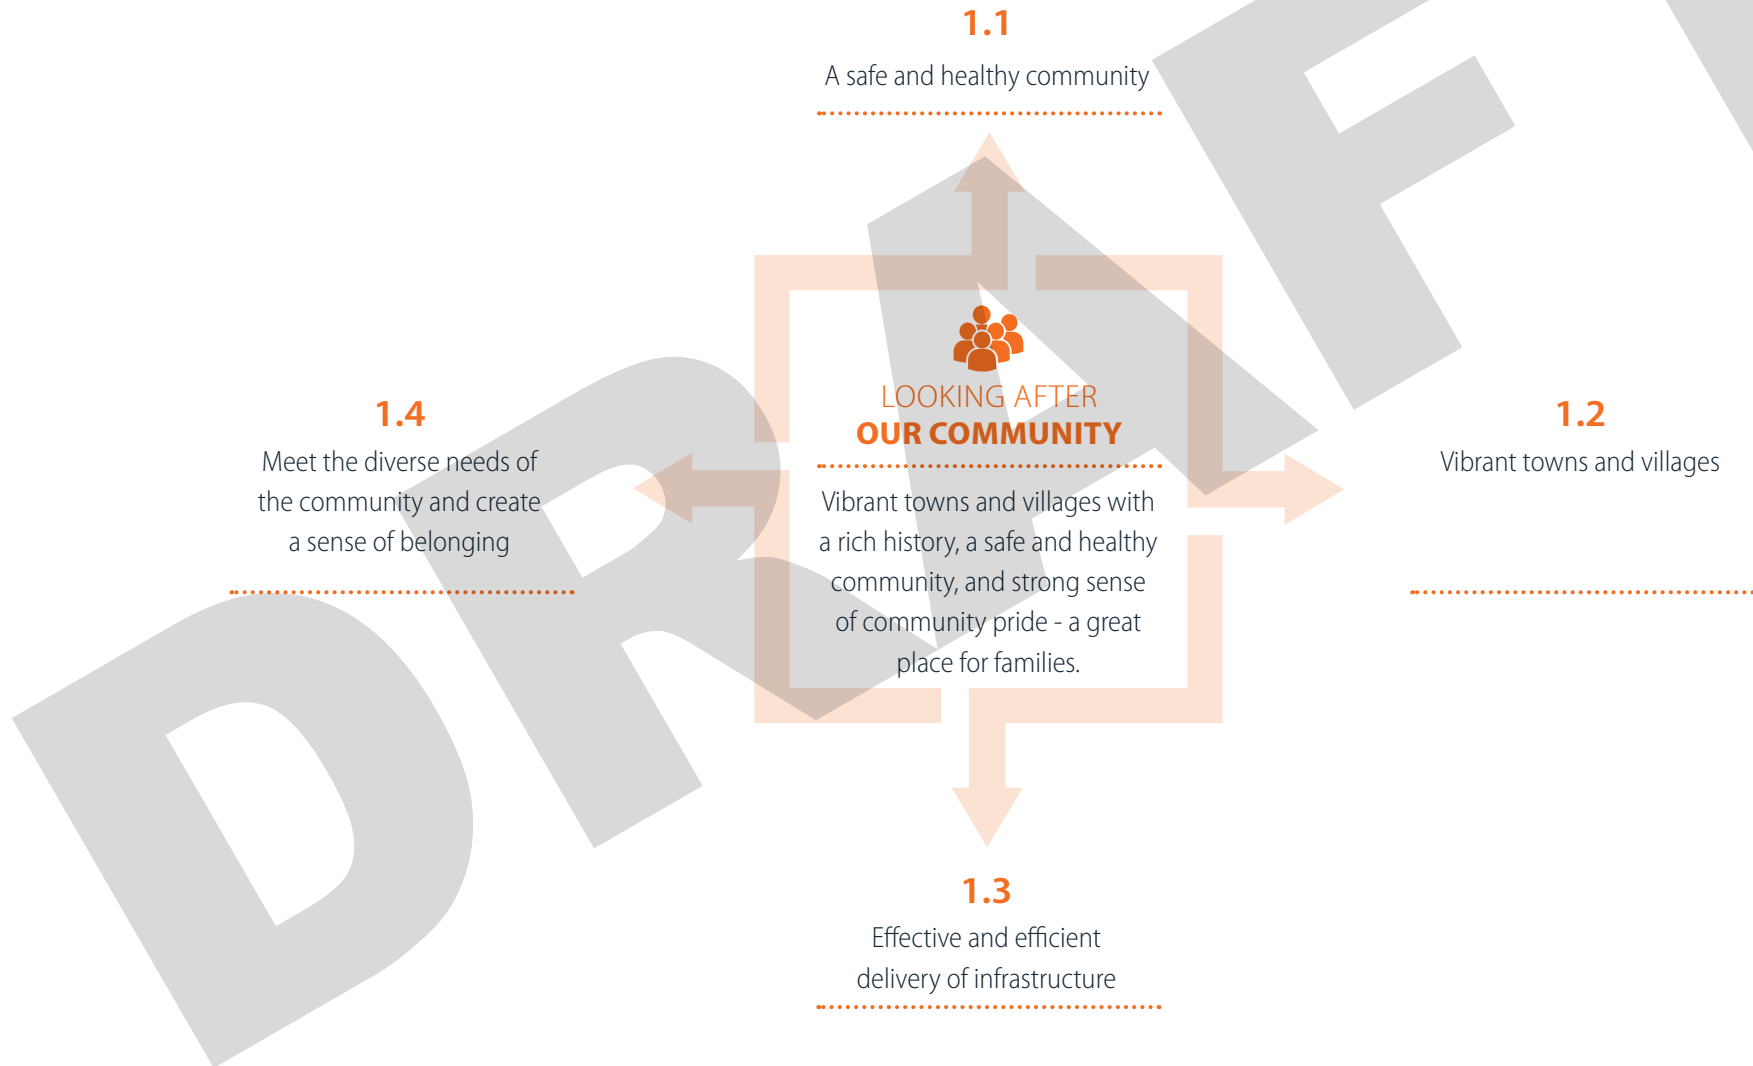 1.1
A safe and healthy community
LOOKING AFTER
OUR COMMUNITY
Vibrant towns and villages with
a rich history, a safe and healthy
community, and strong sense
of community pride - a great
place for families.
1.4
Meet the diverse needs of
the community and create
a sense of belonging
1.2
Vibrant towns and villages
1.3
Effective and efficient
delivery of infrastructure
DRAFT